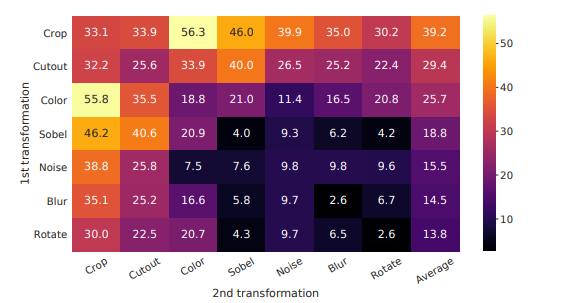 Crop 33.1 33.9 56.3 46.0 39.9 35.0 30.2 39.2
Cutout 32.2 25.6 33.9 40.0 26.5 25.2 22.4 29.4
Color 55.8 35.5 18.8 21.0 11.4 16.5 20.8 25.7
Sobel 46.2 40.6 20.9 4.0 9.3 6.2 4.2 18.8
Noise 38.8 25.8 7.5 7.6 9.8 9.8 9.6 15.5
Blur 35.1 25.2 16.6 5.8 9.7 2.6 6.7 14.5
Rotate 30.0 22.5 20.7 4.3 9.7 6.5 2.6 13.8
Crop Cutout Color Sobel Noise Blur Rotate Average
2nd transformation
1st transformation
50
40
30
20
10